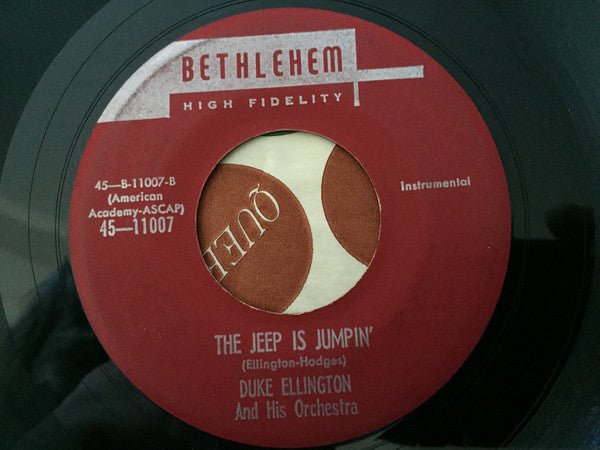 BETHLEHEM
HIGH FIDELITY
45—B-11007-B
(American
Academy-ASCAP)
45—11007
Instrumental
QUEE
THE JEEP IS JUMPIN'
(Ellington-Hodges)
DUKE ELLINGTON
And His Orchestra